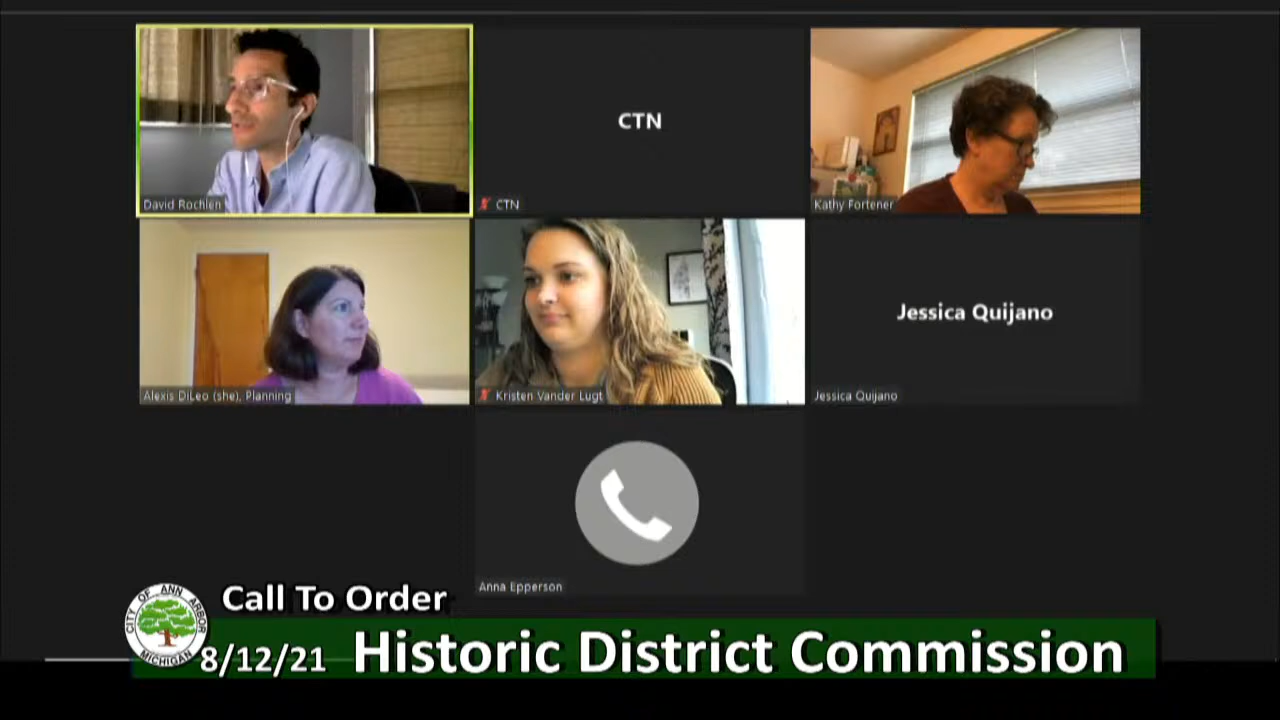 CTN
David Rochlen
CTN
Kathy Fortener
Jessica Quijano
Alexis DiLeo (she), Planning
Kristen Vander Lugt
Jessica Quijano
Anna Epperson
CITY OF ANN ARBOR
MICHIGAN
Call To Order
8/12/21
Historic District Commission